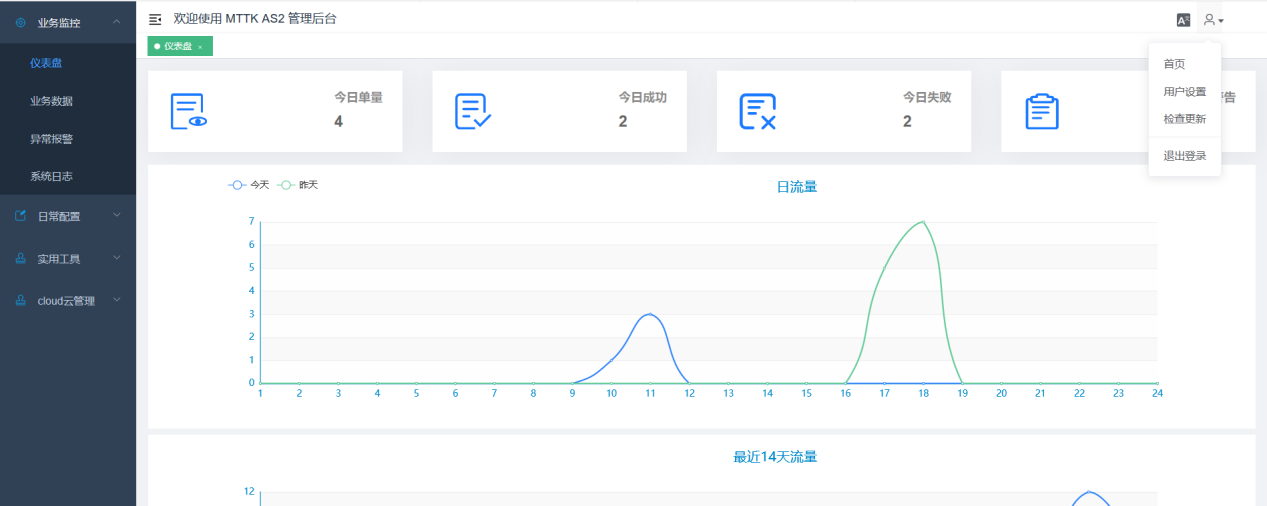 业务监控
仪表盘
业务数据
异常报警
系统日志
日常配置
实用工具
cloud云管理
欢迎使用 MTTK AS2 管理后台
仪表盘 ×
首页
用户设置
检查更新
退出登录
今日单量
4
今日成功
2
今日失败
2
告
今天 昨天
日流量
7
6
5
4
3
2
1
0
1 2 3 4 5 6 7 8 9 10 11 12 13 14 15 16 17 18 19 20 21 22 23 24
最近14天流量
12